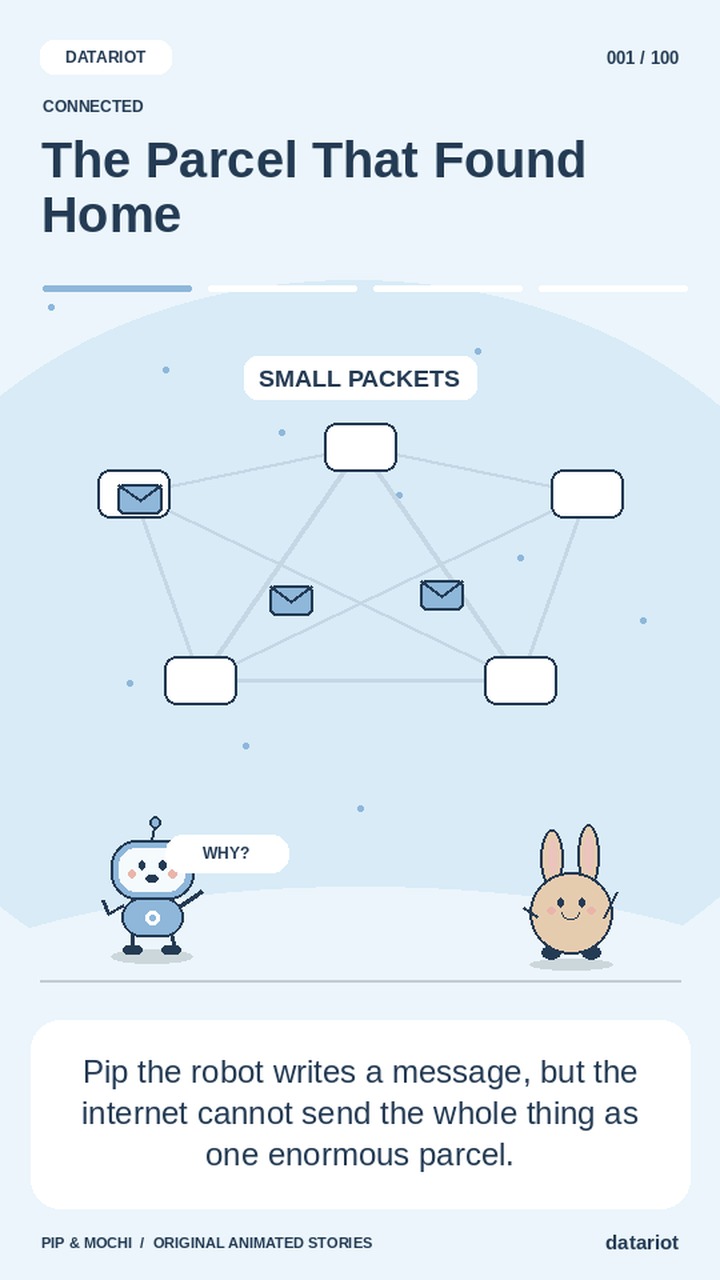 DATARIOT
001 / 100
CONNECTED
The Parcel That Found
Home
SMALL PACKETS
WHY?
Pip the robot writes a message, but the
internet cannot send the whole thing as
one enormous parcel.
PIP & MOCHI / ORIGINAL ANIMATED STORIES
datariot